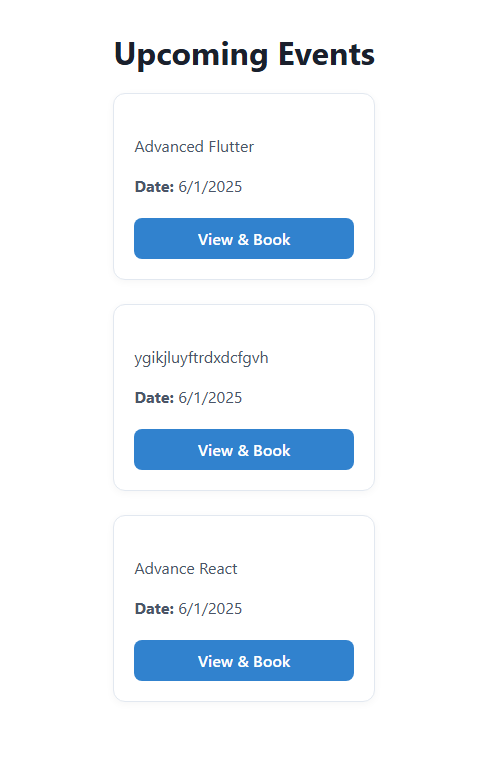 Upcoming Events
Advanced Flutter
Date: 6/1/2025
View & Book
ygikjluyftrdxdcfgvh
Date: 6/1/2025
View & Book
Advance React
Date: 6/1/2025
View & Book